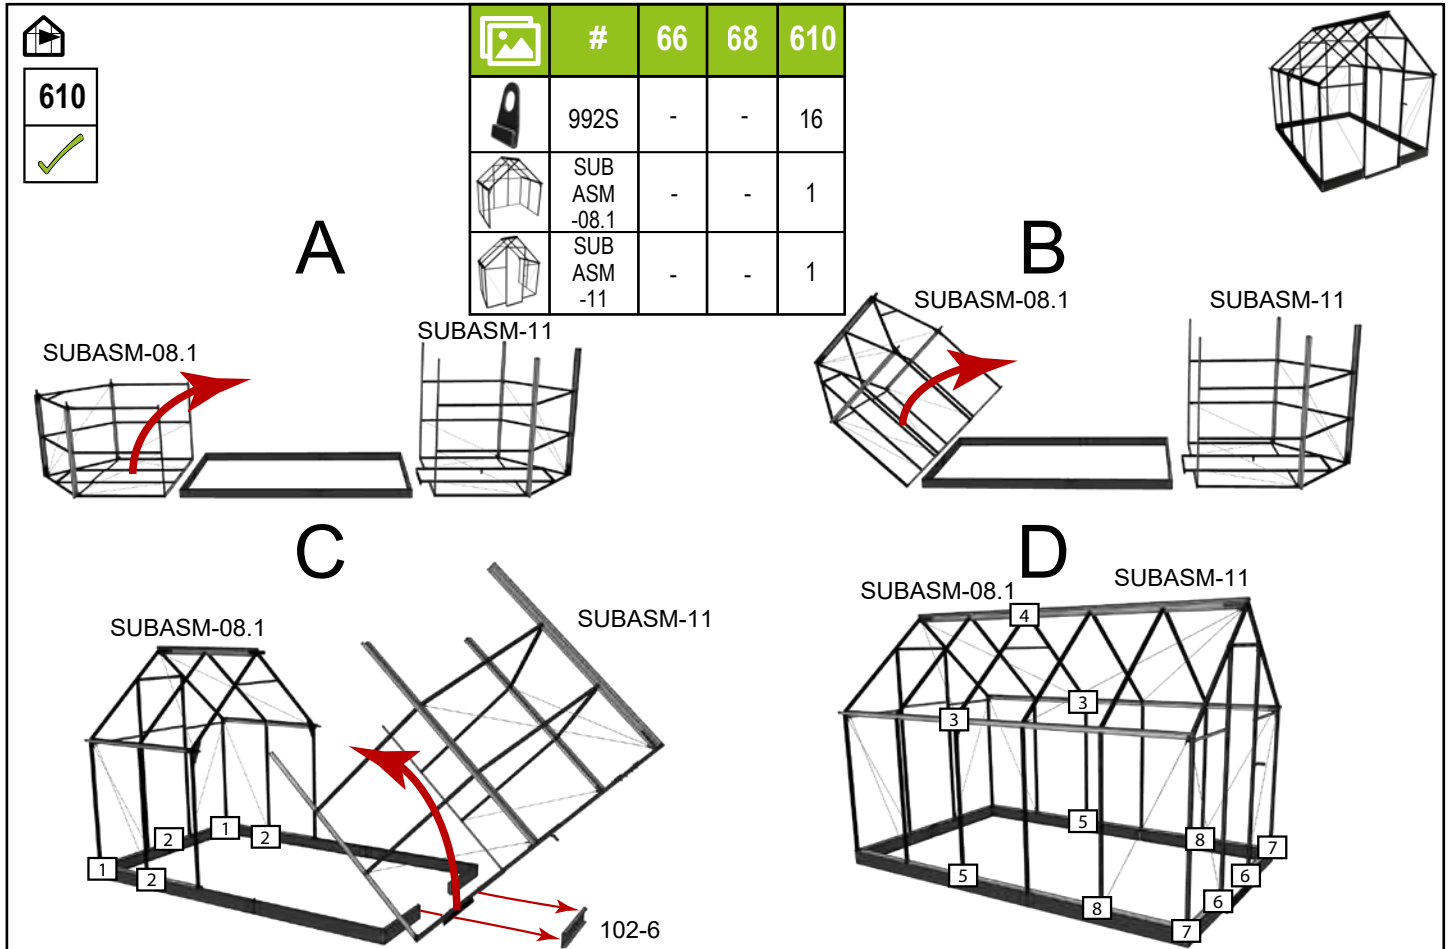 610
# 66 68 610
992S - - 16
SUB
ASM
-08.1
- - 1
SUB
ASM
-11
- - 1
A
SUBASM-08.1
SUBASM-11
B
SUBASM-08.1
SUBASM-11
C
SUBASM-08.1
SUBASM-11
1
2
1
2
1
2
102-6
D
SUBASM-08.1
SUBASM-11
4
3
3
5
8
7
5
6
6
8
7